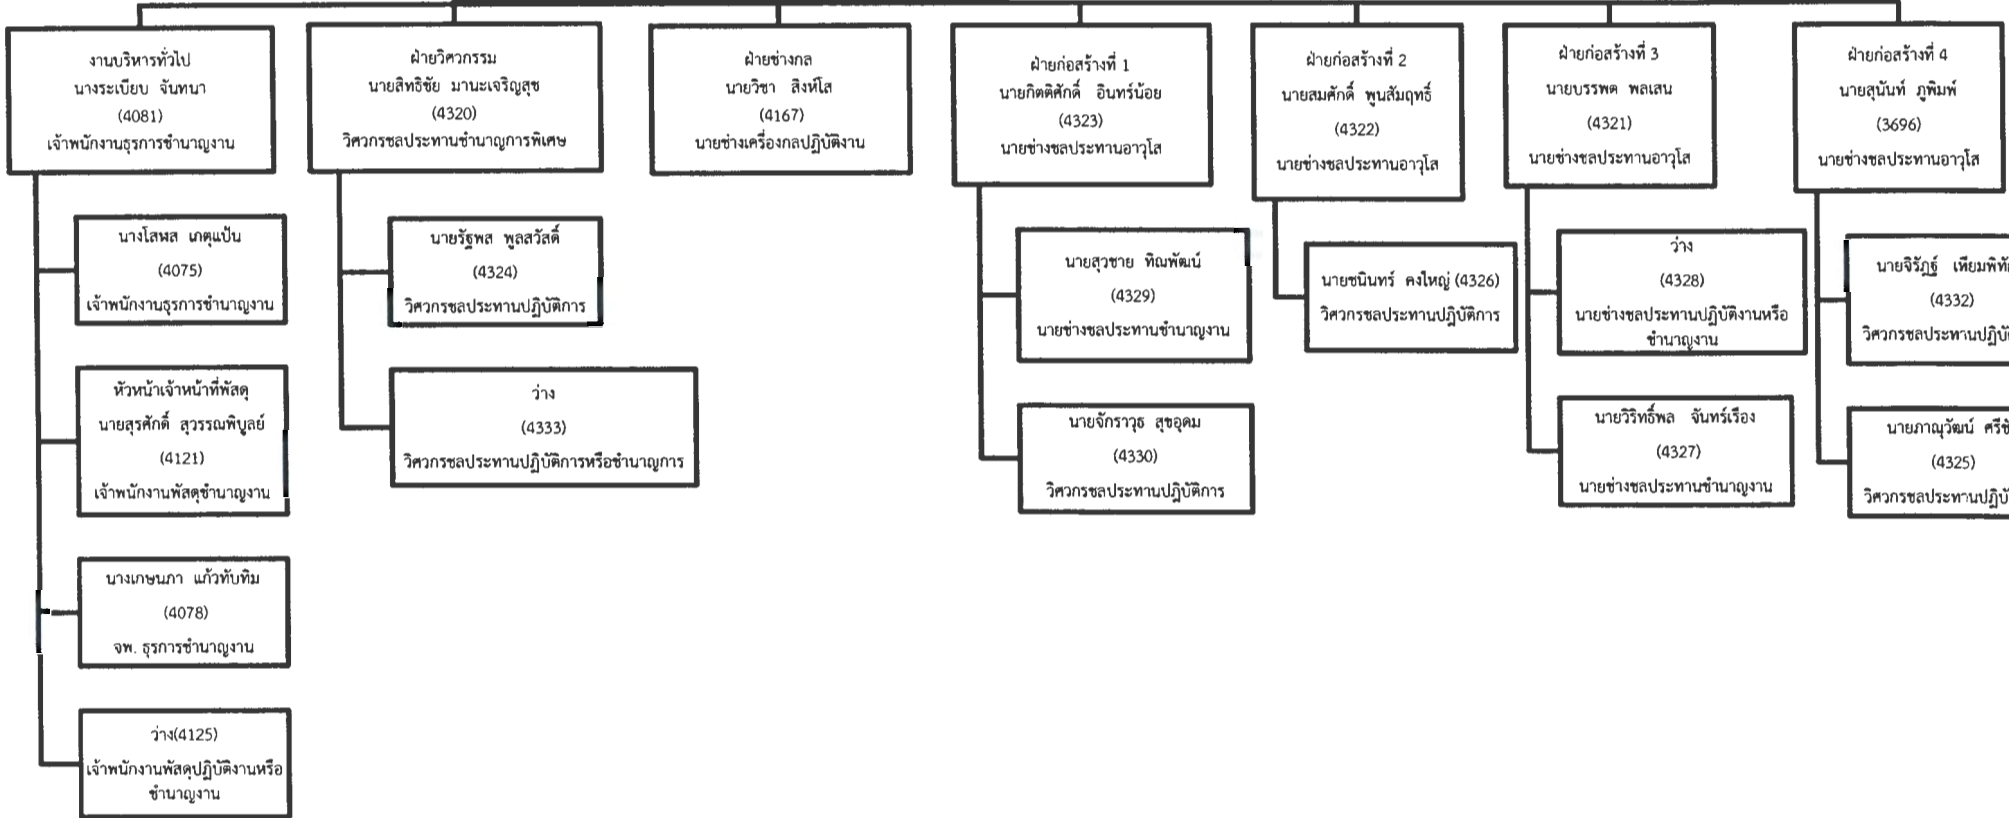 งานบริหารทั่วไป
นางระเบียบ จันทนา
(4081)
เจ้าพนักงานธุรการชำนาญงาน
ฝ่ายวิศวกรรม
นายสิทธิชัย มานะเจริญสุช
(4320)
วิศวกรชลประทานชำนาญการพิเศษ
ฝ่ายช่างกล
นายวิชา สิงห์โส
(4167)
นายช่างเครื่องกลปฏิบัติงาน
ฝ่ายก่อสร้างที่ 1
นายกิตติศักดิ์ อินทร์น้อย
(4323)
นายช่างชลประทานอาวุโส
ฝ่ายก่อสร้างที่ 2
นายสมศักดิ์ พูนสัมฤทธิ์
(4322)
นายช่างชลประทานอาวุโส
ฝ่ายก่อสร้างที่ 3
นายบรรพต พลเสน
(4321)
นายช่างชลประทานอาวุโส
ฝ่ายก่อสร้างที่ 4
นายสุนันท์ ภูพิมพ์
(3696)
นายช่างชลประทานอาวุโส
นางโสฬส เกตุแป้น
(4075)
เจ้าพนักงานธุรการชำนาญงาน
หัวหน้าเจ้าหน้าที่พัสดุ
นายสุรศักดิ์ สุวรรณพิบูลย์
(4121)
เจ้าพนักงานพัสดุชำนาญงาน
นางเกษนภา แก้วทับทิม
(4078)
จพ. ธุรการชำนาญงาน
ว่าง(4125)
เจ้าพนักงานพัสดุปฏิบัติงานหรือ
ชำนาญงาน
นายรัฐพส พูลสวัสดิ์
(4324)
วิศวกรชลประทานปฏิบัติการ
ว่าง
(4333)
วิศวกรชลประทานปฏิบัติการหรือชำนาญการ
นายสุวชาย ทิณพัฒน์
(4329)
นายช่างชลประทานชำนาญงาน
นายจักราวุธ สุขอุดม
(4330)
วิศวกรชลประทานปฏิบัติการ
นายชนินทร์ คงใหญ่ (4326)
วิศวกรชลประทานปฏิบัติการ
ว่าง
(4328)
นายช่างชลประทานปฏิบัติงานหรือ
ชำนาญงาน
นายวิริทธิ์พล จันทร์เรือง
(4327)
นายช่างชลประทานชำนาญงาน
นายจิรัฏฐ์
(4332)
นายภาณุวัฒน์
(4325)